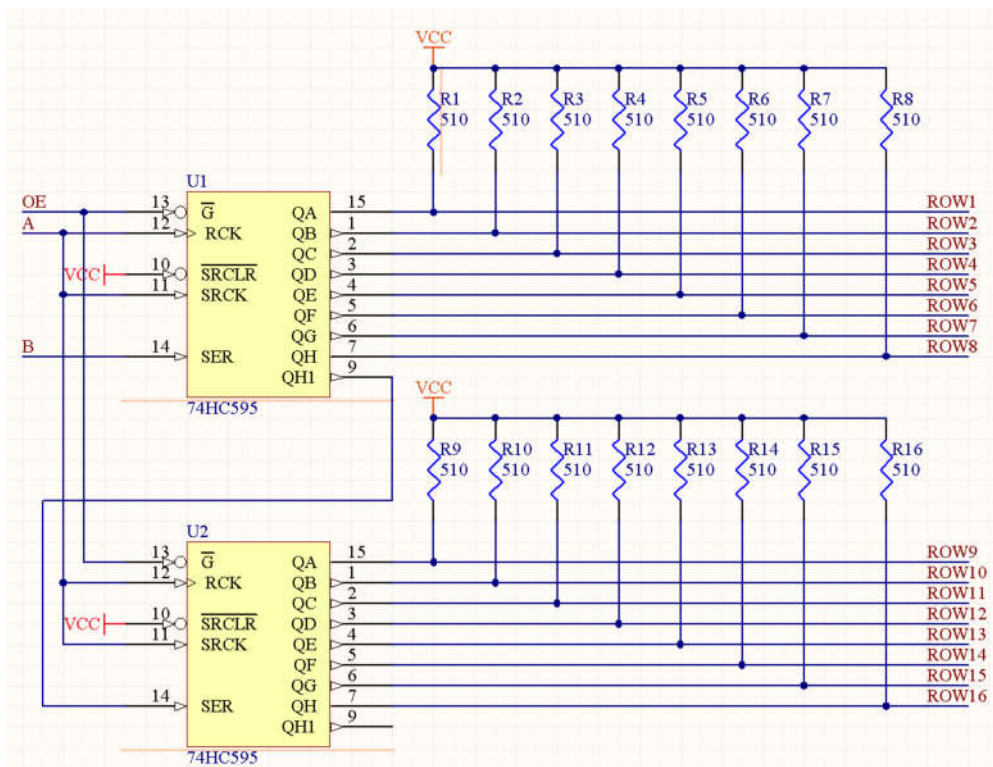 VCC
R1 R2 R3 R4 R5 R6 R7 R8
510 510 510 510 510 510 510 510
U1
OE 13 G QA 15 ROW1
A 12 RCK QB 1 ROW2
QC 2 ROW3
VCC 10 SRCLR QD 3 ROW4
11 SRCK QE 4 ROW5
QF 5 ROW6
QG 6 ROW7
B 14 SER QH 7 ROW8
QH1 9
74HC595
VCC
R9 R10 R11 R12 R13 R14 R15 R16
510 510 510 510 510 510 510 510
U2
13 G QA 15 ROW9
12 RCK QB 1 ROW10
QC 2 ROW11
VCC 10 SRCLR QD 3 ROW12
11 SRCK QE 4 ROW13
QF 5 ROW14
QG 6 ROW15
14 SER QH 7 ROW16
QH1 9
74HC595